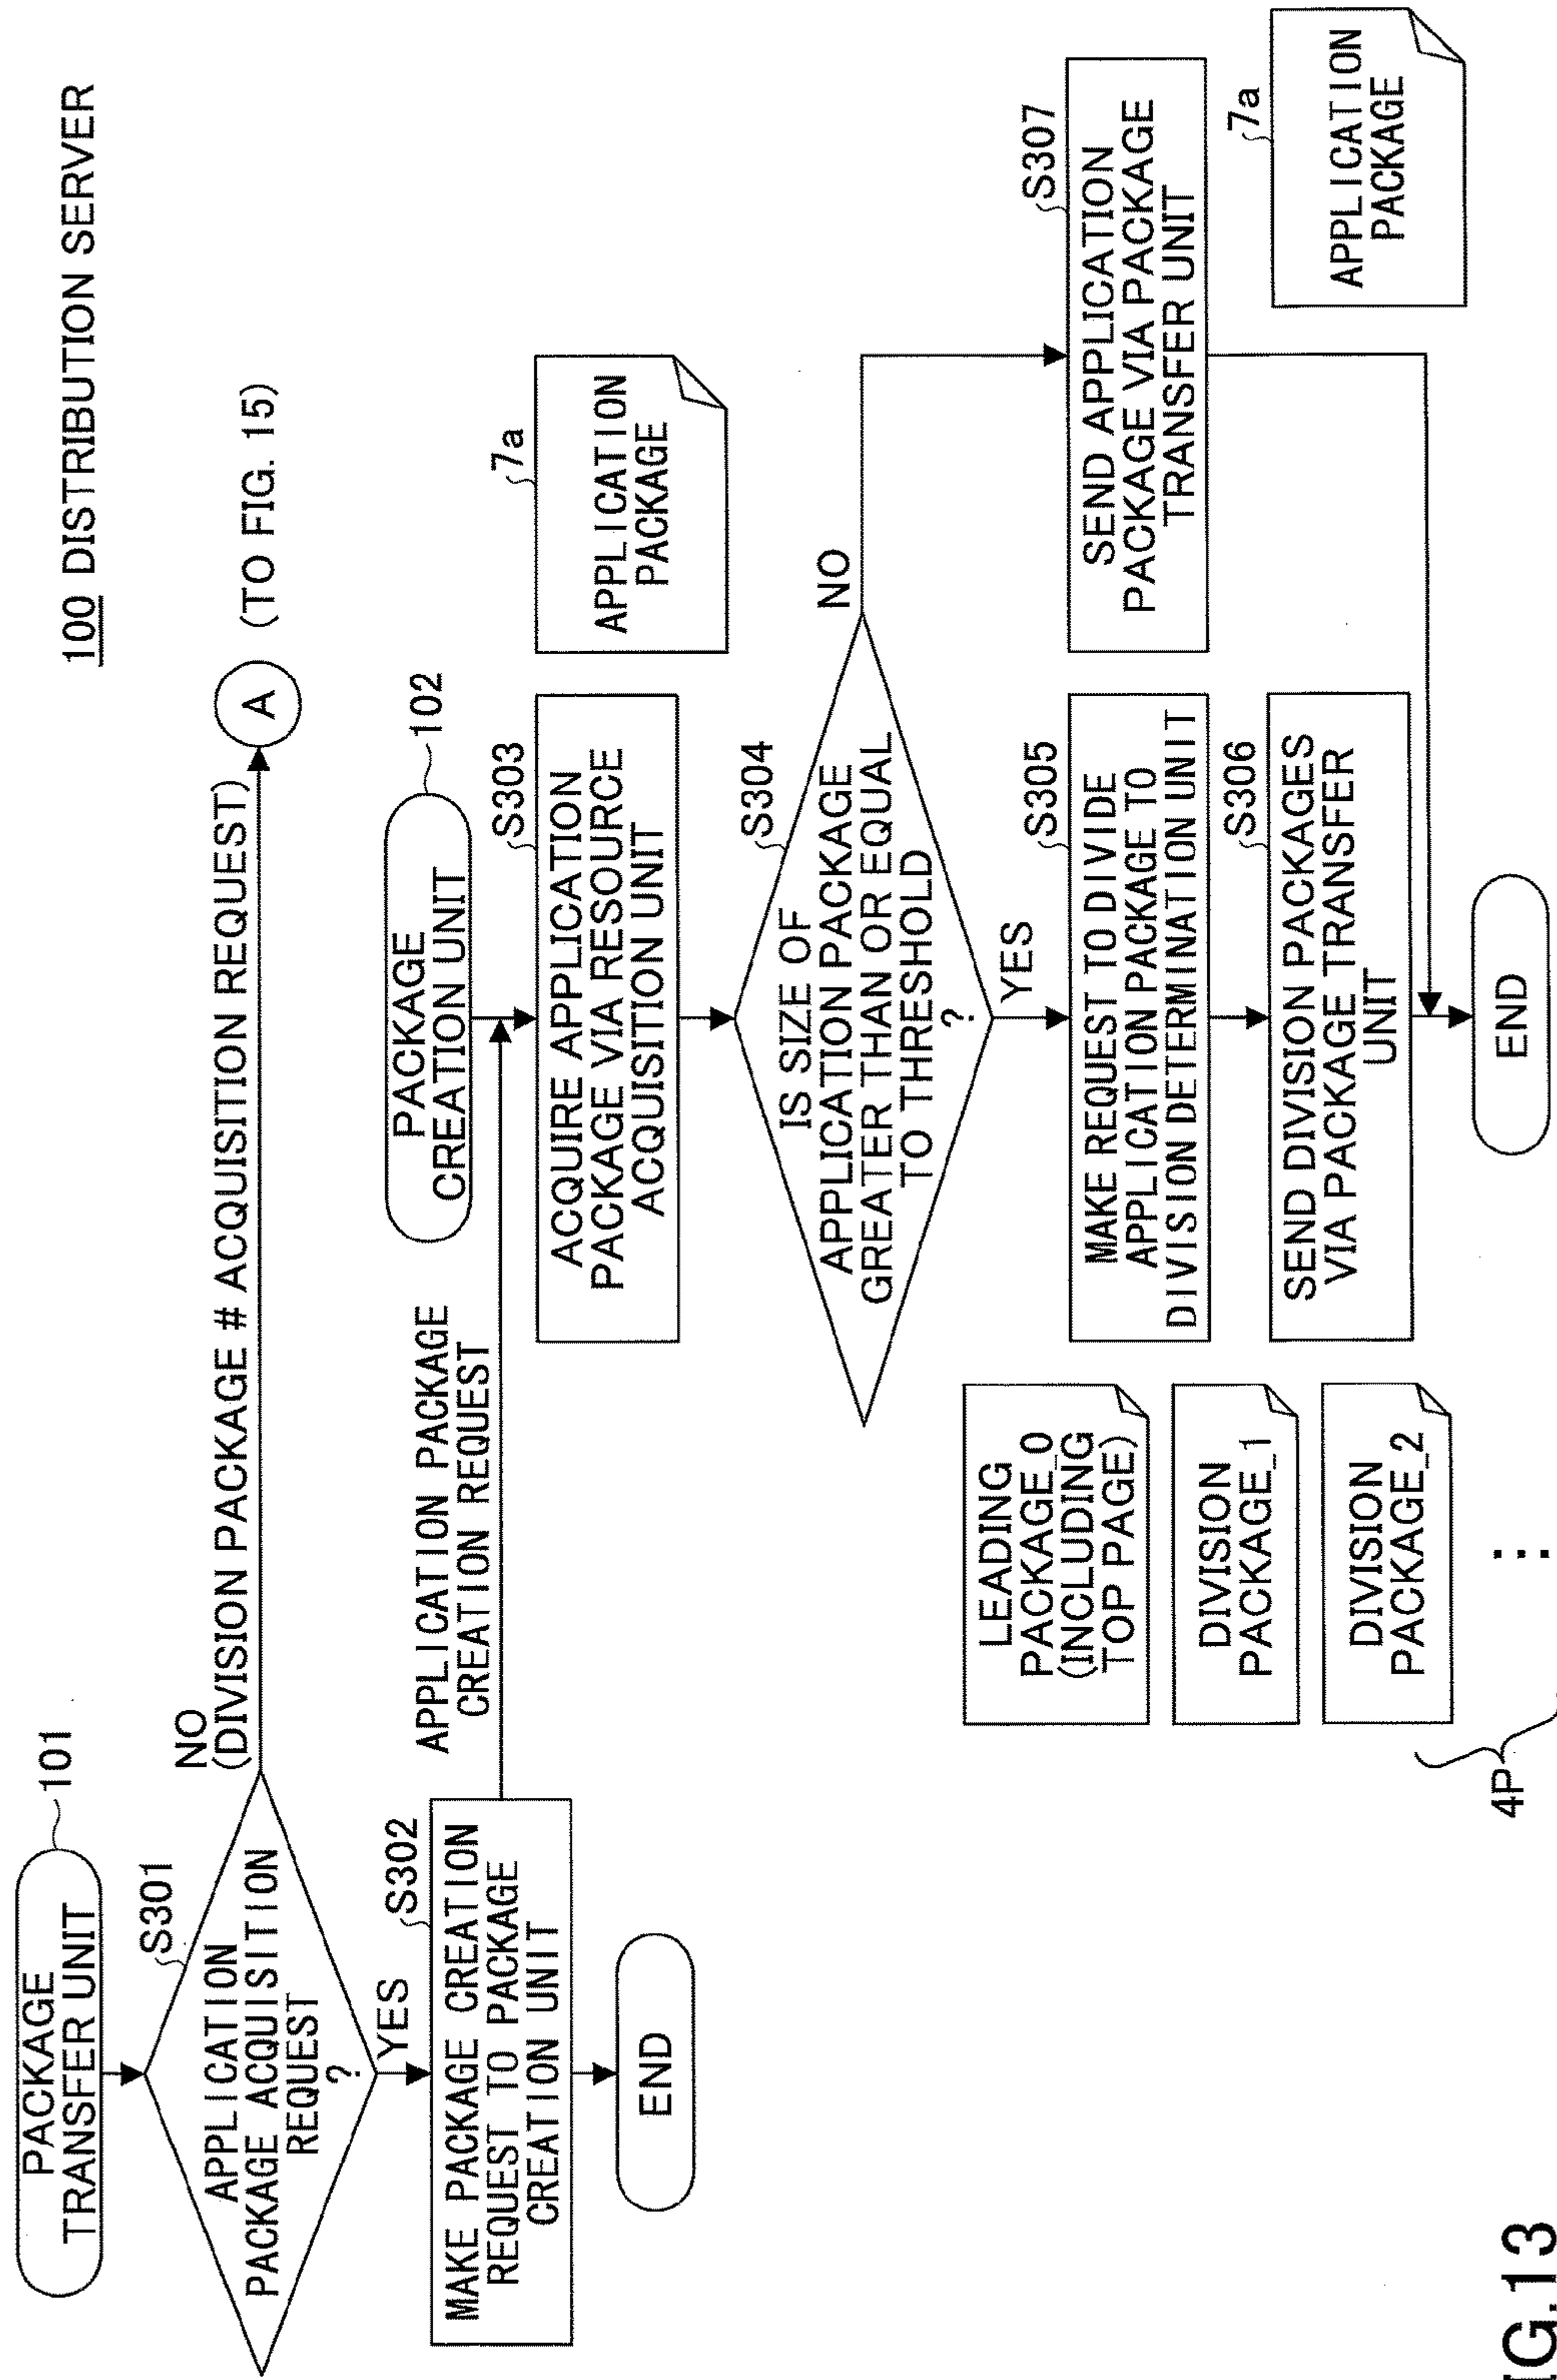 100 DISTRIBUTION SERVER
PACKAGE
TRANSFER UNIT
101
S301
APPLICATION
PACKAGE ACQUISITION
REQUEST
?
NO
(DIVISION PACKAGE # ACQUISITION REQUEST)
A
(TO FIG. 15)
YES
S302
MAKE PACKAGE CREATION
REQUEST TO PACKAGE
CREATION UNIT
END
APPLICATION PACKAGE
CREATION REQUEST
PACKAGE
CREATION UNIT
102
S303
ACQUIRE APPLICATION
PACKAGE VIA RESOURCE
ACQUISITION UNIT
7a
APPLICATION
PACKAGE
S304
IS SIZE OF
APPLICATION PACKAGE
GREATER THAN OR EQUAL
TO THRESHOLD
?
NO
YES
S305
MAKE REQUEST TO DIVIDE
APPLICATION PACKAGE TO
DIVISION DETERMINATION UNIT
S306
SEND DIVISION PACKAGES
VIA PACKAGE TRANSFER
UNIT
END
S307
SEND APPLICATION
PACKAGE VIA PACKAGE
TRANSFER UNIT
7a
APPLICATION
PACKAGE
LEADING
PACKAGE_0
(INCLUDING
TOP PAGE)
DIVISION
PACKAGE_1
DIVISION
PACKAGE_2
...
4P
IG.13